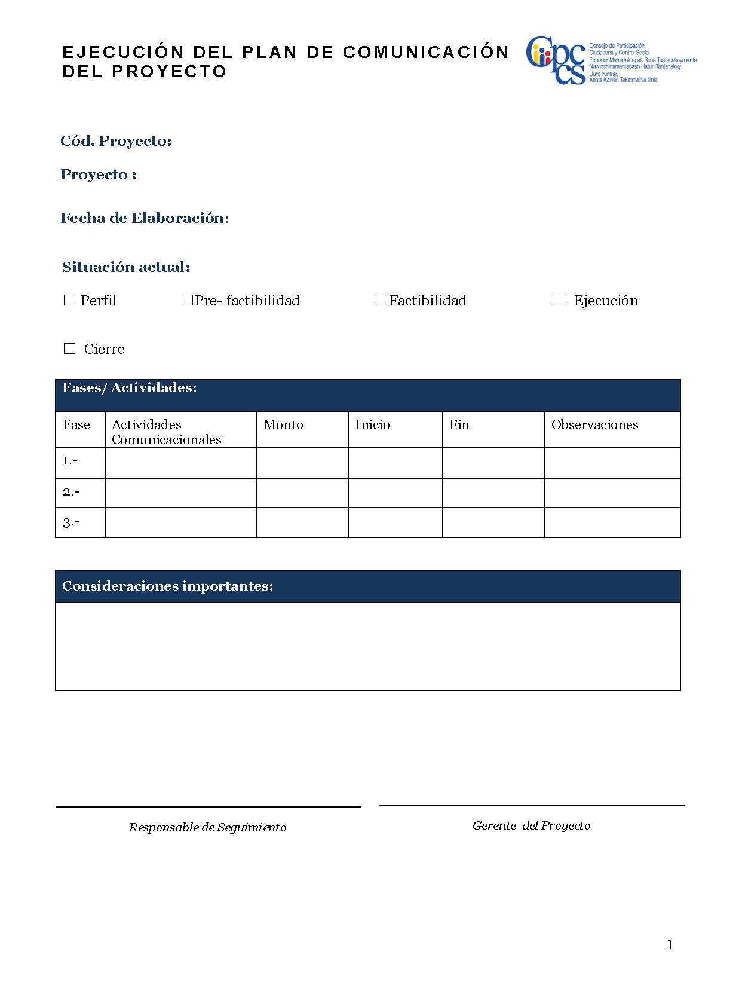 EJECUCIÓN DEL PLAN DE COMUNICACIÓN
DEL PROYECTO
Cpccs
Consejo de Participación
Ciudadana y Control Social
Ecuador Mamallaktapak Runa Tantanakuymanta
Ñawinchinamantapash Hatun Tantanakuy
Uunt Iruntrar,
Aents Kawen Takatmainia iimia
Cód. Proyecto:
Proyecto :
Fecha de Elaboración:
Situación actual:
☐ Perfil ☐Pre- factibilidad ☐Factibilidad ☐ Ejecución
☐ Cierre
Fases/ Actividades:
Fase Actividades Monto Inicio Fin Observaciones
Comunicacionales
1.-
2.-
3.-
Consideraciones importantes:
Responsable de Seguimiento Gerente del Proyecto
1